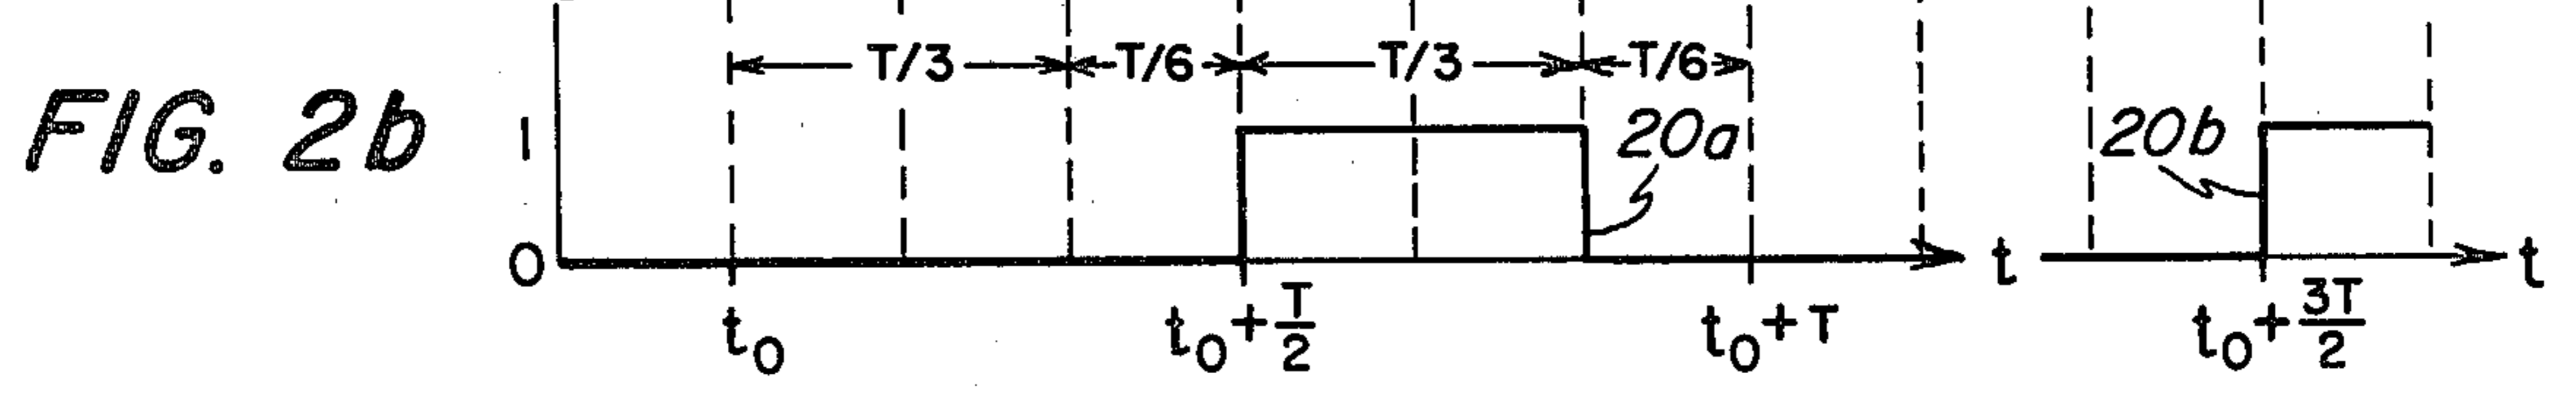 T/3 T/6 T/3 T/6
FIG. 2b 1 20a 20b
0 t t
t₀ t₀+T/2 t₀+T t₀+3T/2